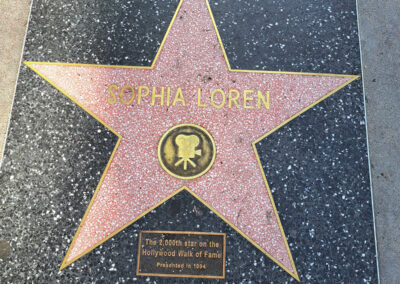 SOPHIA LOREN
The 2,000th star on the
Hollywood Walk of Fame
Presented in 1994